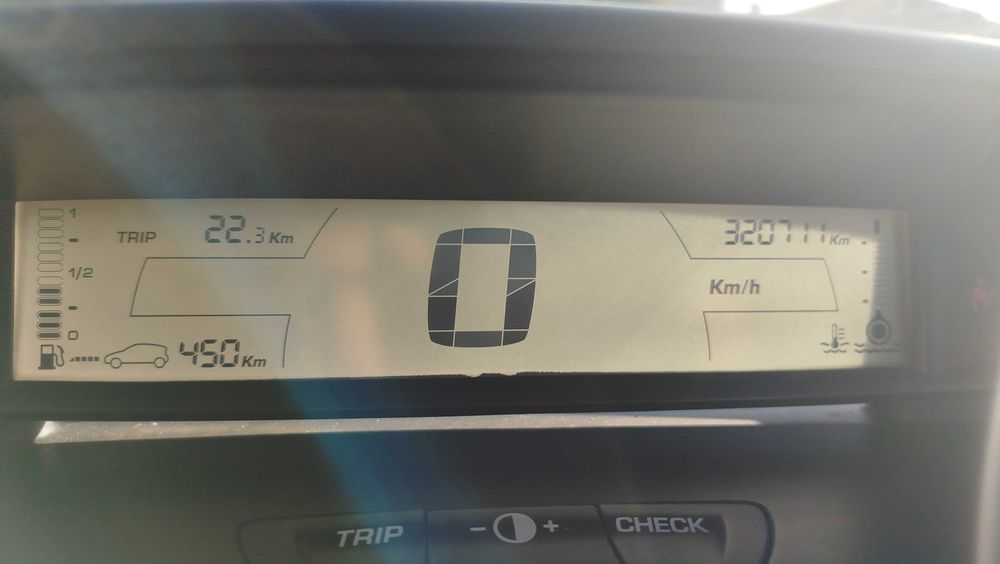 1
TRIP 22.3 Km
320711 Km
1/2
0
Km/h
0
450 Km
TRIP
- +
CHECK